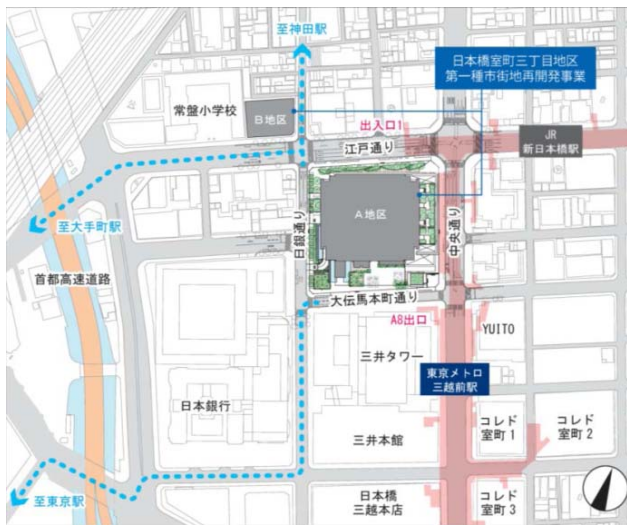 至神田駅
日本橋室町三丁目地区
第一種市街地再開発事業
常盤小学校
B地区
出入口1
江戸通り
JR
新日本橋駅
至大手町駅
A地区
日銀通り
中央通り
首都高速道路
大伝馬本町通り
A8出口
YUITO
三井タワー
東京メトロ
三越前駅
日本銀行
コレド
室町1
コレド
室町2
三井本館
至東京駅
日本橋
三越本店
コレド
室町3